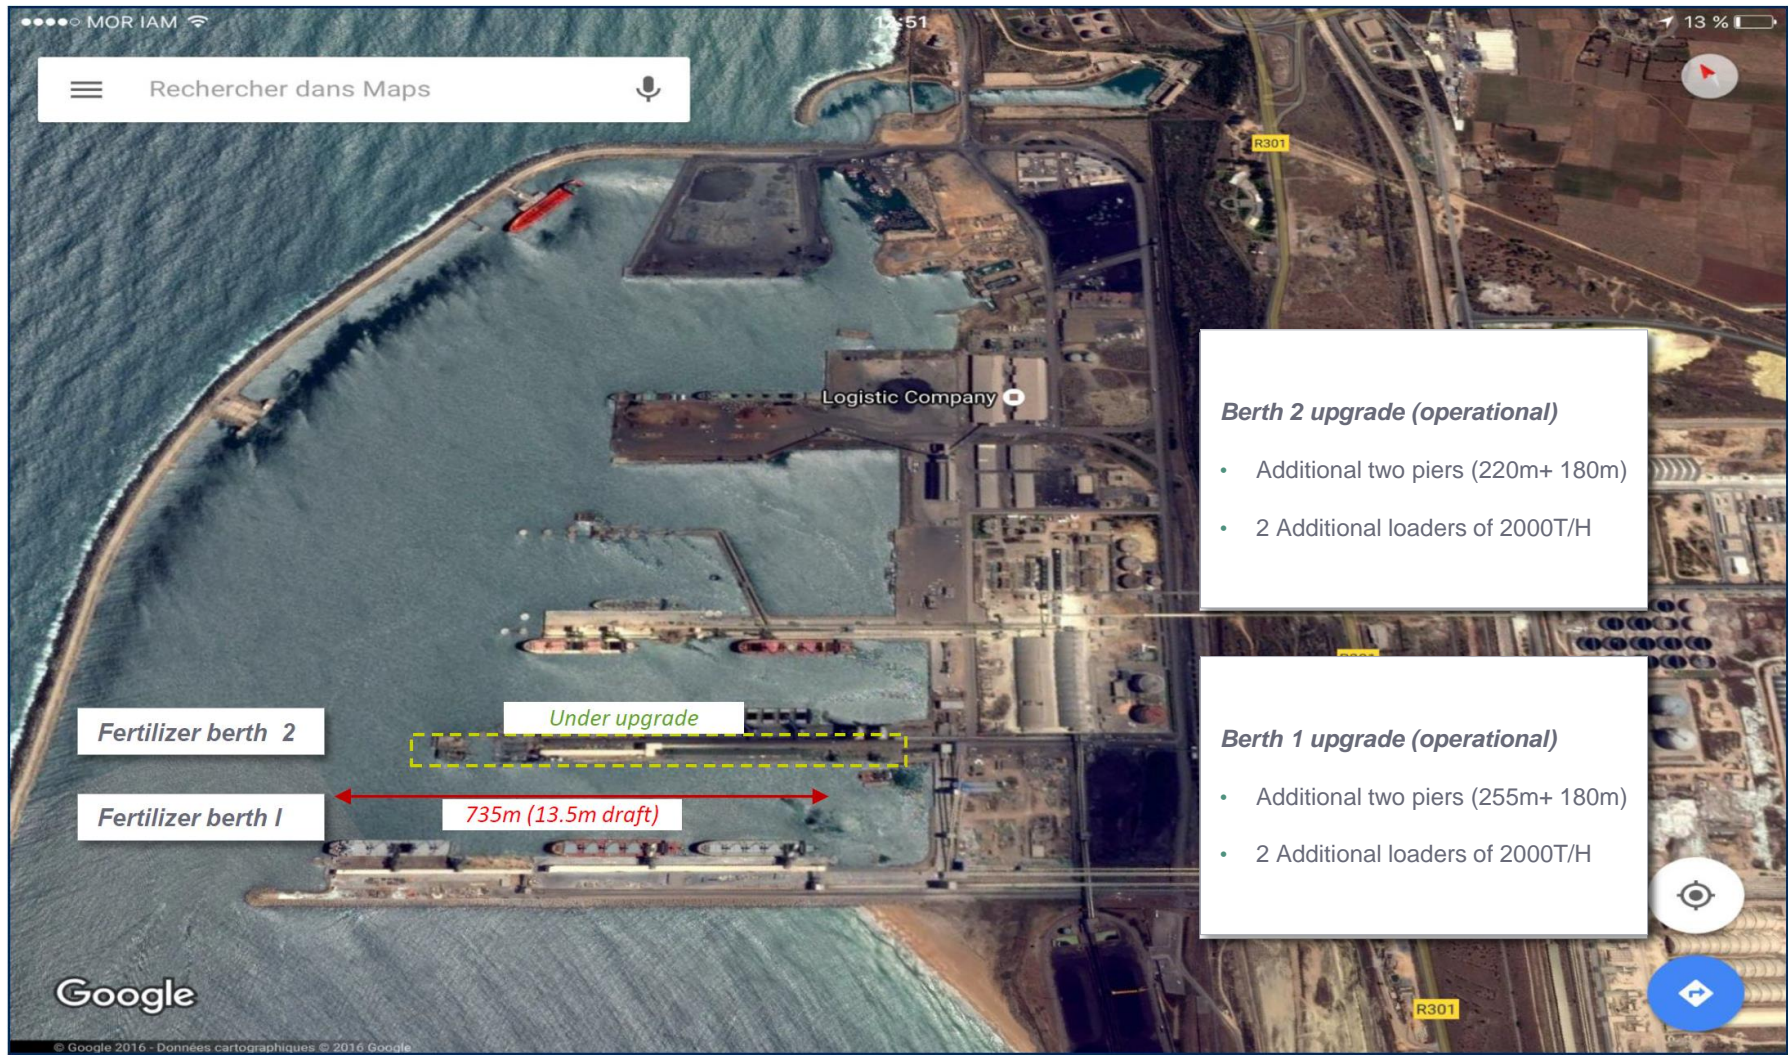 MOR IAM
12:51
13 %
Rechercher dans Maps
R301
Logistic Company
Berth 2 upgrade (operational)
• Additional two piers (220m+ 180m)
• 2 Additional loaders of 2000T/H
Fertilizer berth 2
Under upgrade
Berth 1 upgrade (operational)
• Additional two piers (255m+ 180m)
• 2 Additional loaders of 2000T/H
Fertilizer berth I
735m (13.5m draft)
Google
R301
© Google 2016 - Données cartographiques © 2016 Google